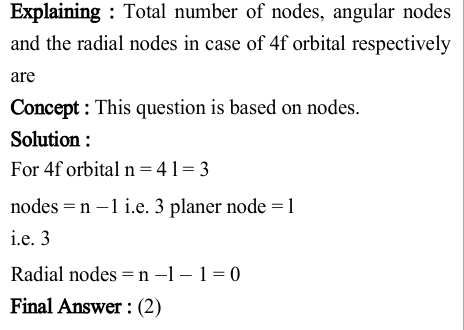 Explaining : Total number of nodes, angular nodes
and the radial nodes in case of 4f orbital respectively
are
Concept : This question is based on nodes.
Solution :
For 4f orbital n = 4 l = 3
nodes = n – l i.e. 3 planer node = l
i.e. 3
Radial nodes = n –l – 1 = 0
Final Answer : (2)